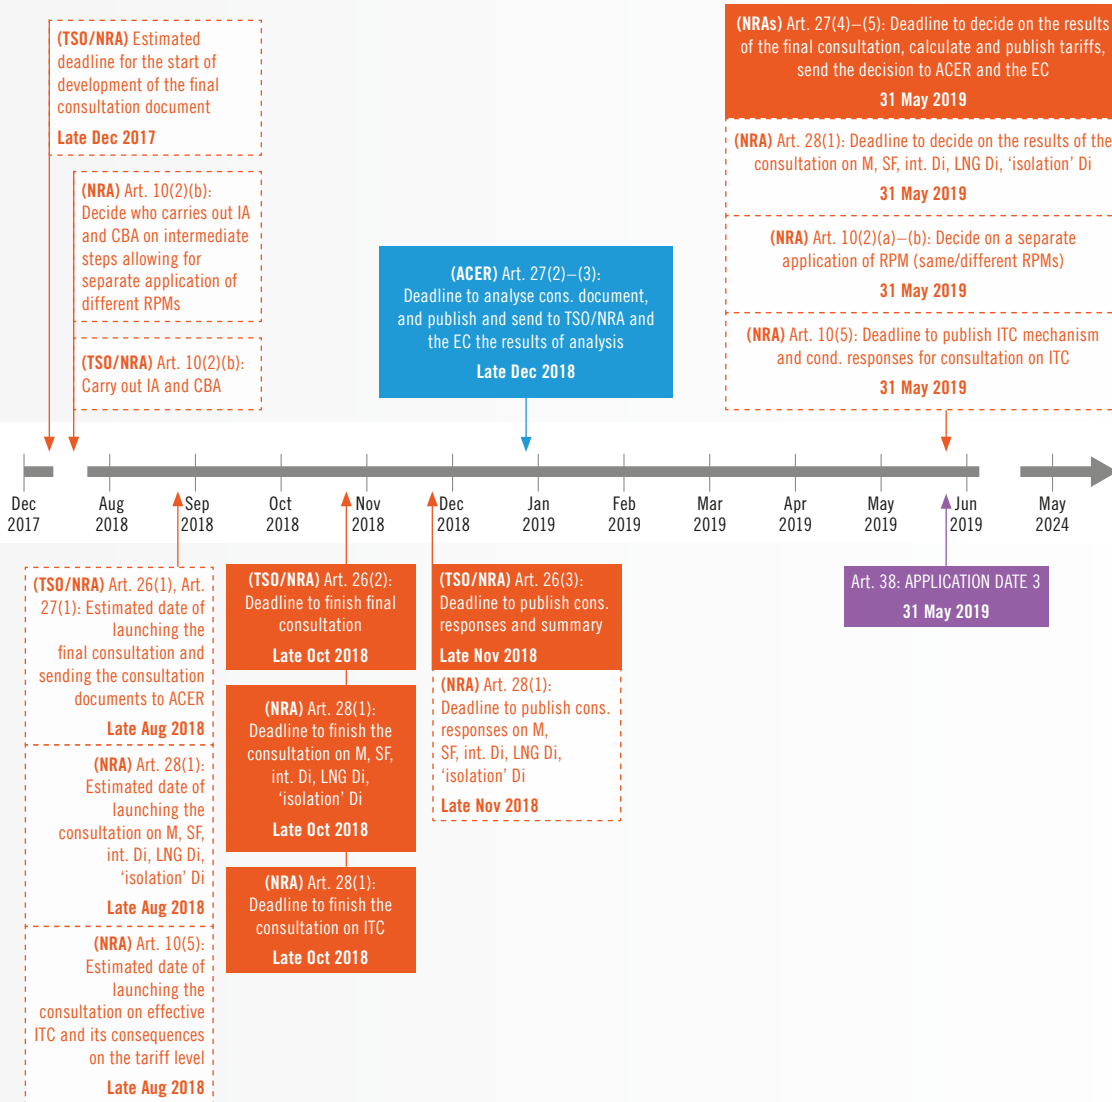 (TSO/NRA) Estimated
deadline for the start of
development of the final
consultation document
Late Dec 2017
(NRA) Art. 10(2)(b):
Decide who carries out IA
and CBA on intermediate
steps allowing for
separate application of
different RPMs
(TSO/NRA) Art. 10(2)(b):
Carry out IA and CBA
(ACER) Art. 27(2)–(3):
Deadline to analyse cons. document,
and publish and send to TSO/NRA and
the EC the results of analysis
Late Dec 2018
(NRAs) Art. 27(4)–(5): Deadline to decide on the results
of the final consultation, calculate and publish tariffs,
send the decision to ACER and the EC
31 May 2019
(NRA) Art. 28(1): Deadline to decide on the results of the
consultation on M, SF, int. Di, LNG Di, ‘isolation’ Di
31 May 2019
(NRA) Art. 10(2)(a)–(b): Decide on a separate
application of RPM (same/different RPMs)
31 May 2019
(NRA) Art. 10(5): Deadline to publish ITC mechanism
and cond. responses for consultation on ITC
31 May 2019
Dec
2017
Aug
2018
Sep
2018
Oct
2018
Nov
2018
Dec
2018
Jan
2019
Feb
2019
Mar
2019
Apr
2019
May
2019
Jun
2019
May
2024
(TSO/NRA) Art. 26(1), Art.
27(1): Estimated date of
launching the
final consultation and
sending the consultation
documents to ACER
Late Aug 2018
(NRA) Art. 28(1):
Estimated date of
launching the
consultation on M, SF,
int. Di, LNG Di,
‘isolation’ Di
Late Aug 2018
(NRA) Art. 10(5):
Estimated date of
launching the
consultation on effective
ITC and its consequences
on the tariff level
Late Aug 2018
(TSO/NRA) Art. 26(2):
Deadline to finish final
consultation
Late Oct 2018
(NRA) Art. 28(1):
Deadline to finish the
consultation on M, SF,
int. Di, LNG Di,
‘isolation’ Di
Late Oct 2018
(NRA) Art. 28(1):
Deadline to finish the
consultation on ITC
Late Oct 2018
(TSO/NRA) Art. 26(3):
Deadline to publish cons.
responses and summary
Late Nov 2018
(NRA) Art. 28(1):
Deadline to publish cons.
responses on M,
SF, int. Di, LNG Di,
‘isolation’ Di
Late Nov 2018
Art. 38: APPLICATION DATE 3
31 May 2019